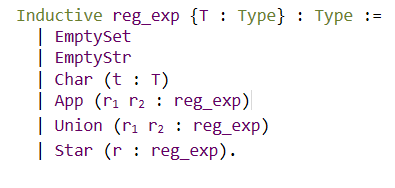 Inductive reg_exp {T : Type} : Type :=
| EmptySet
| EmptyStr
| Char (t : T)
| App (r₁ r₂ : reg_exp)
| Union (r₁ r₂ : reg_exp)
| Star (r : reg_exp).